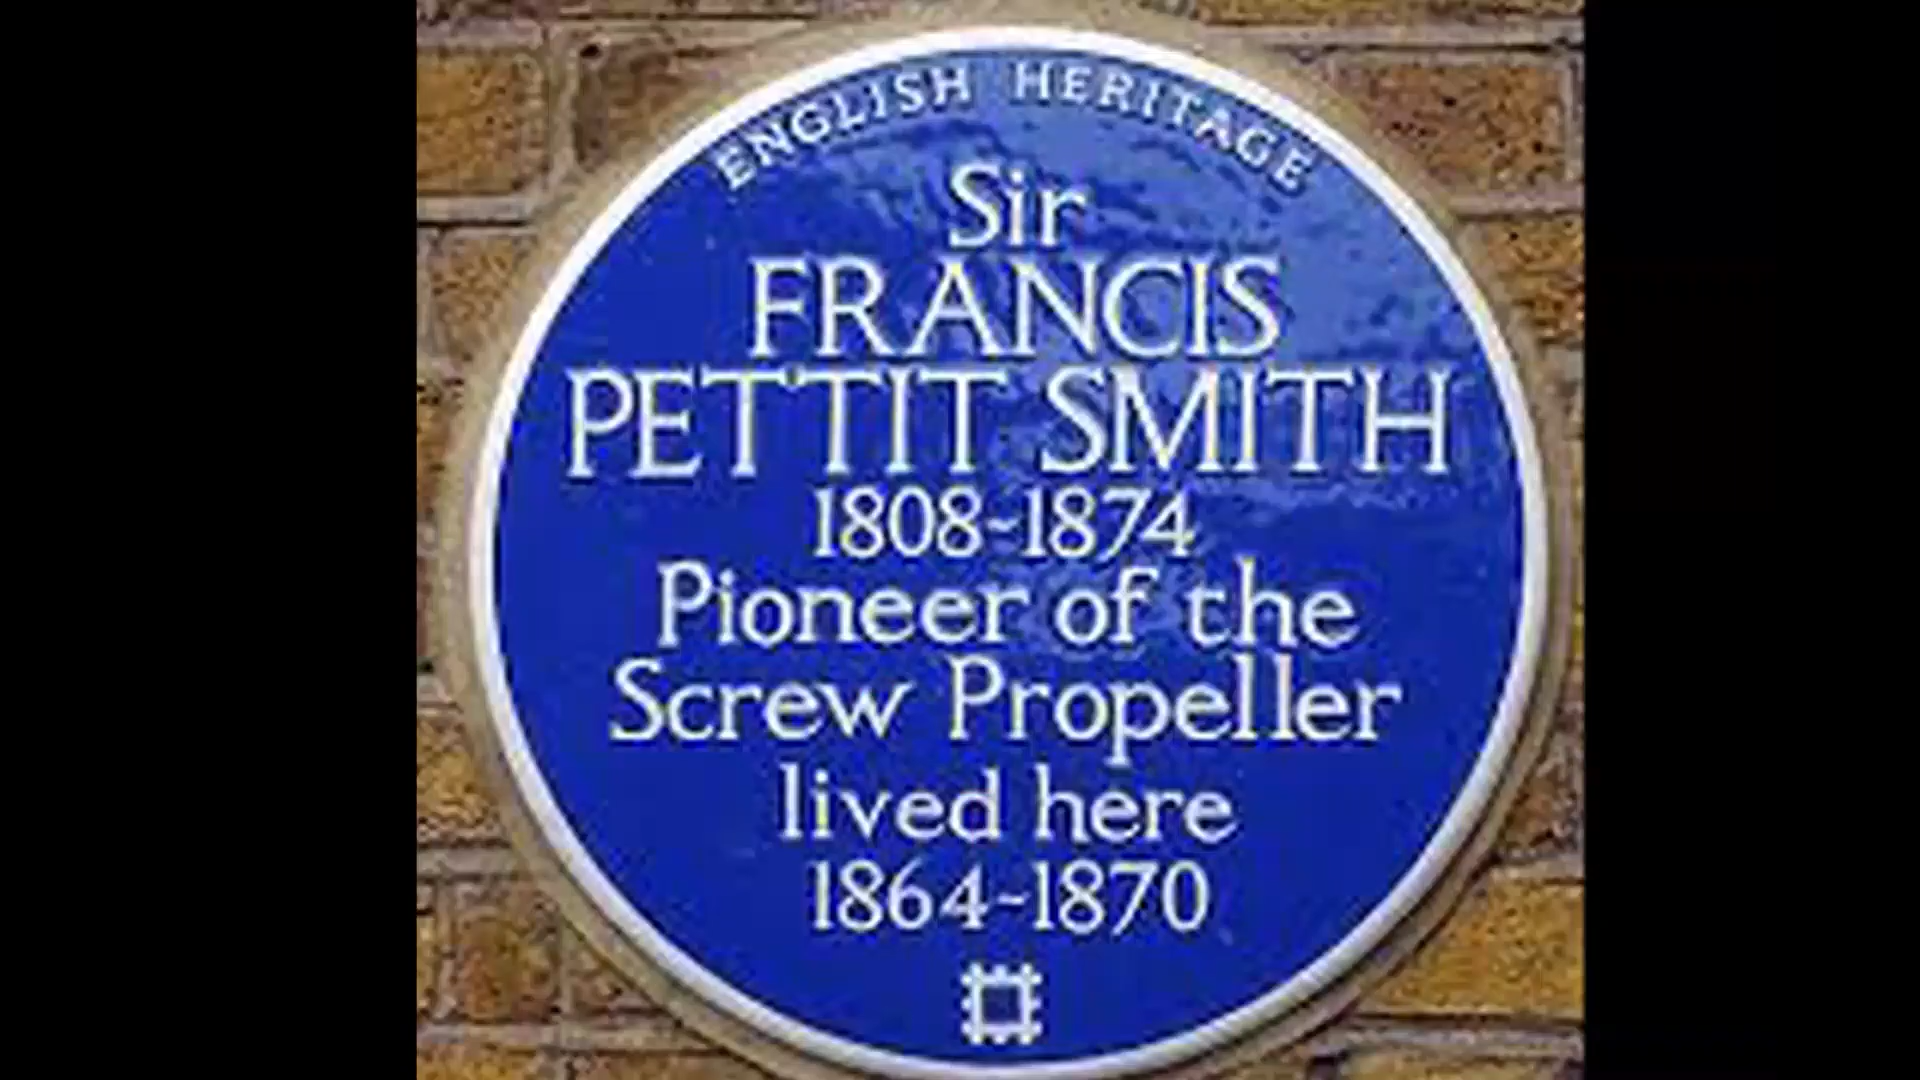 ENGLISH HERITAGE
Sir
FRANCIS
PETTIT SMITH
1808-1874
Pioneer of the
Screw Propeller
lived here
1864-1870